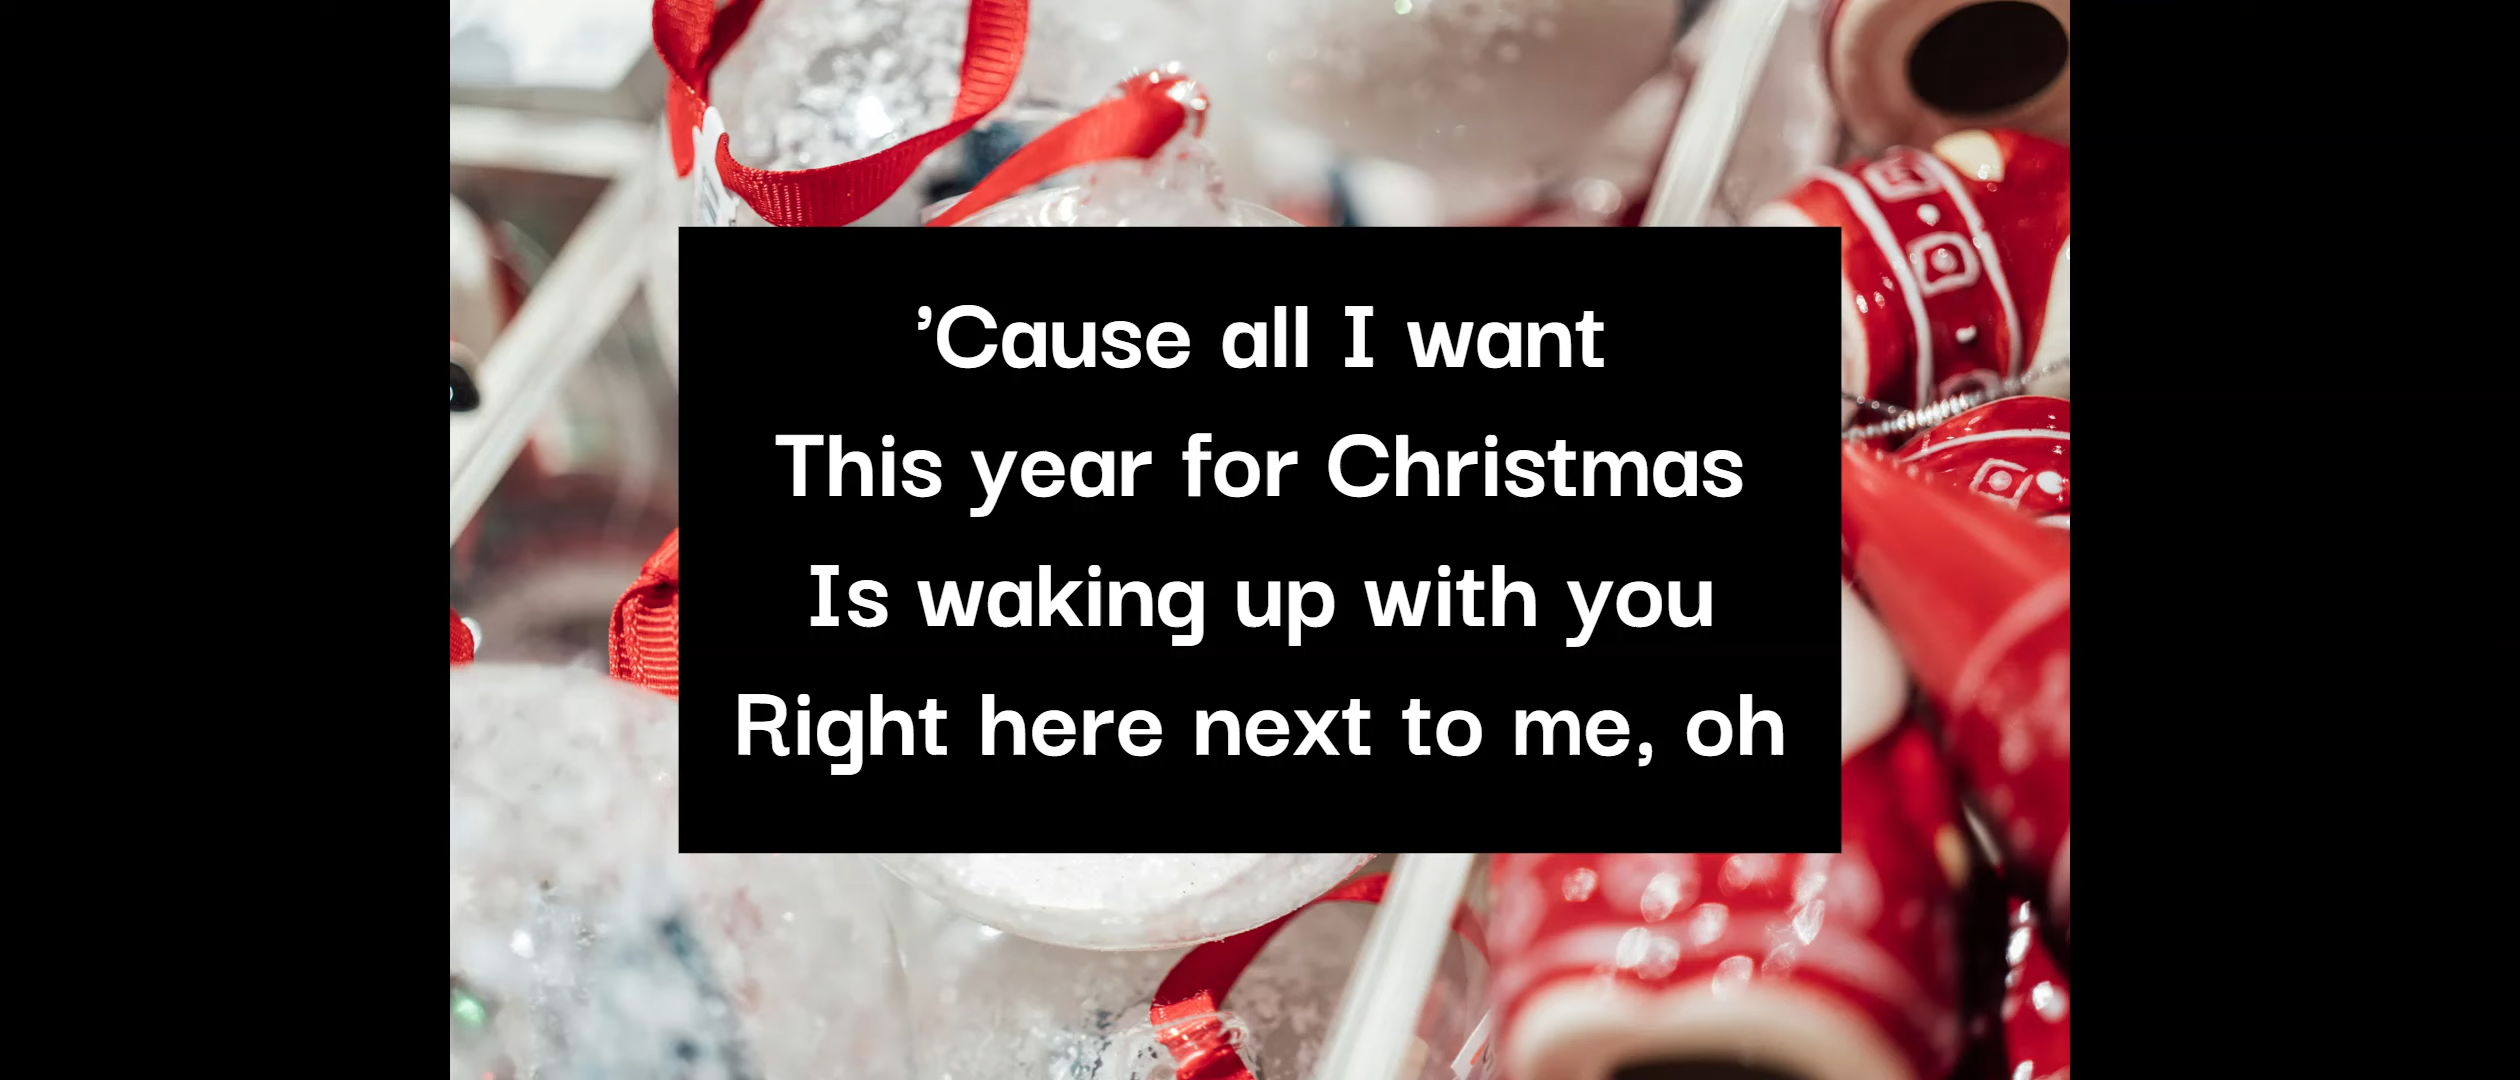 ’Cause all I want
This year for Christmas
Is waking up with you
Right here next to me, oh